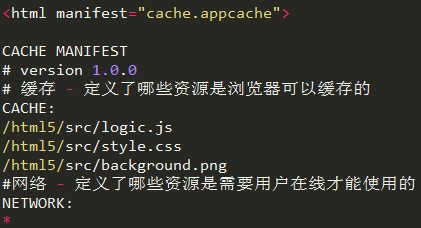 <html manifest="cache.appcache">
CACHE MANIFEST
# version 1.0.0
# 缓存 - 定义了哪些资源是浏览器可以缓存的
CACHE:
/html5/src/logic.js
/html5/src/style.css
/html5/src/background.png
#网络 - 定义了哪些资源是需要用户在线才能使用的
NETWORK:
*